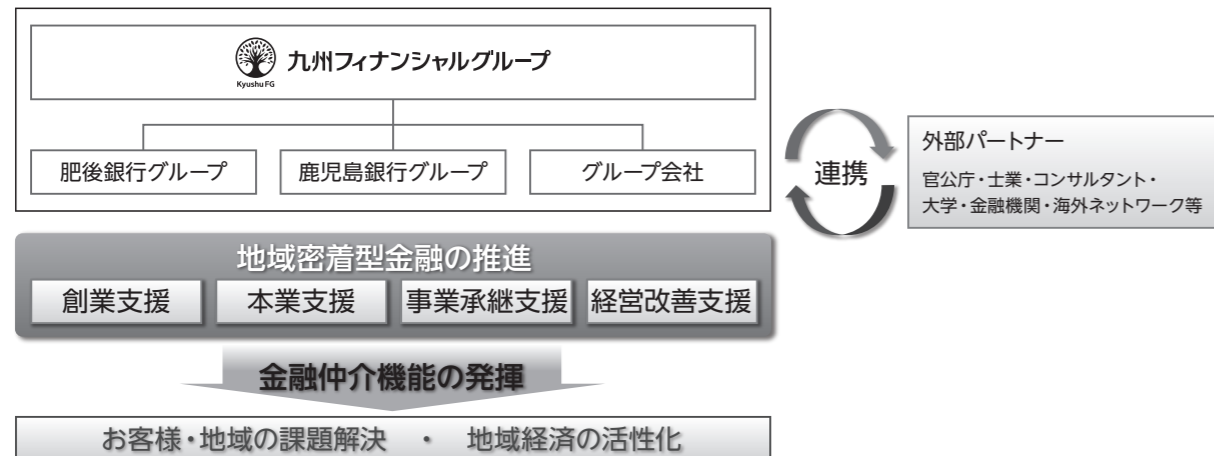 Kyushu FG
九州フィナンシャルグループ
肥後銀行グループ
鹿児島銀行グループ
グループ会社
連携
外部パートナー
官公庁・士業・コンサルタント・
大学・金融機関・海外ネットワーク等
地域密着型金融の推進
創業支援
本業支援
事業承継支援
経営改善支援
金融仲介機能の発揮
お客様・地域の課題解決 ・ 地域経済の活性化